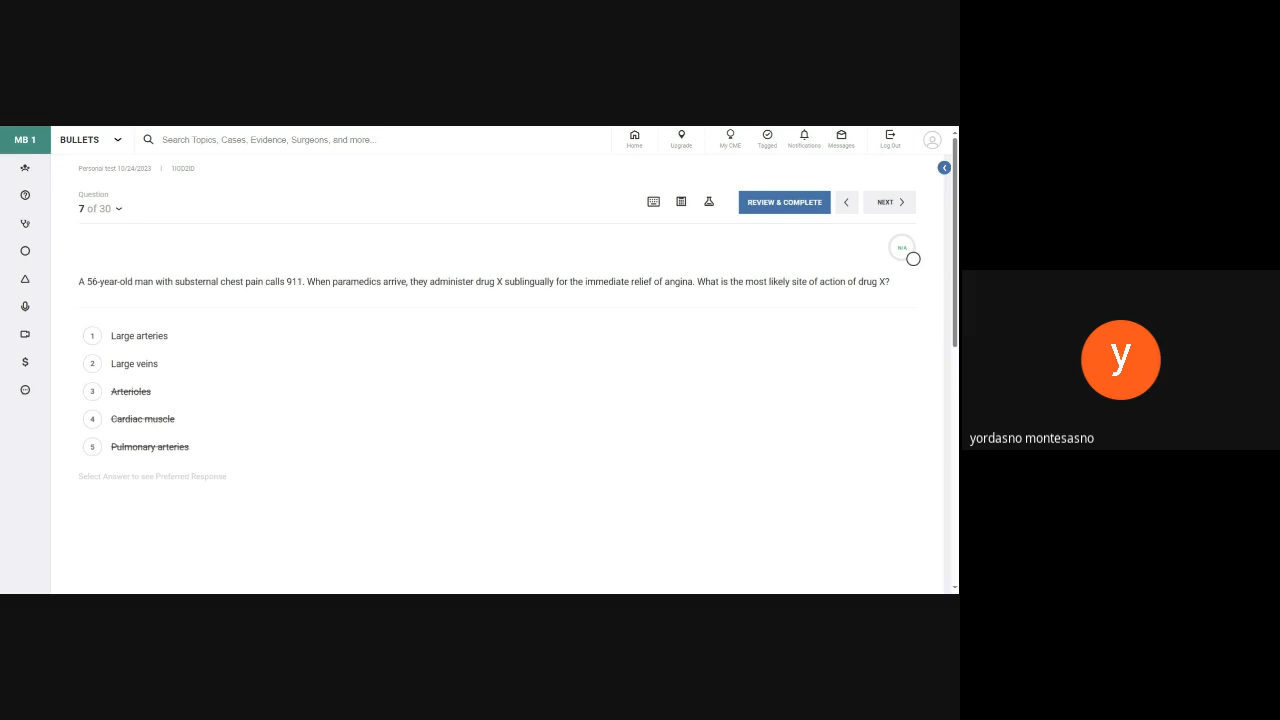 MB 1
BULLETS
Search Topics, Cases, Evidence, Surgeons, and more...
Home
Upgrade
My CME
Tagged
Notifications
Messages
Log Out
Personal test 10/24/2023 |
Question
7 of 30
REVIEW & COMPLETE
NEXT
N/A
A 56-year-old man with substernal chest pain calls 911. When paramedics arrive, they administer drug X sublingually for the immediate relief of angina. What is the most likely site of action of drug X?
1 Large arteries
2 Large veins
3 Arterioles
4 Cardiac muscle
5 Pulmonary arteries
Select Answer to see Preferred Response
y
yordasno montesasno